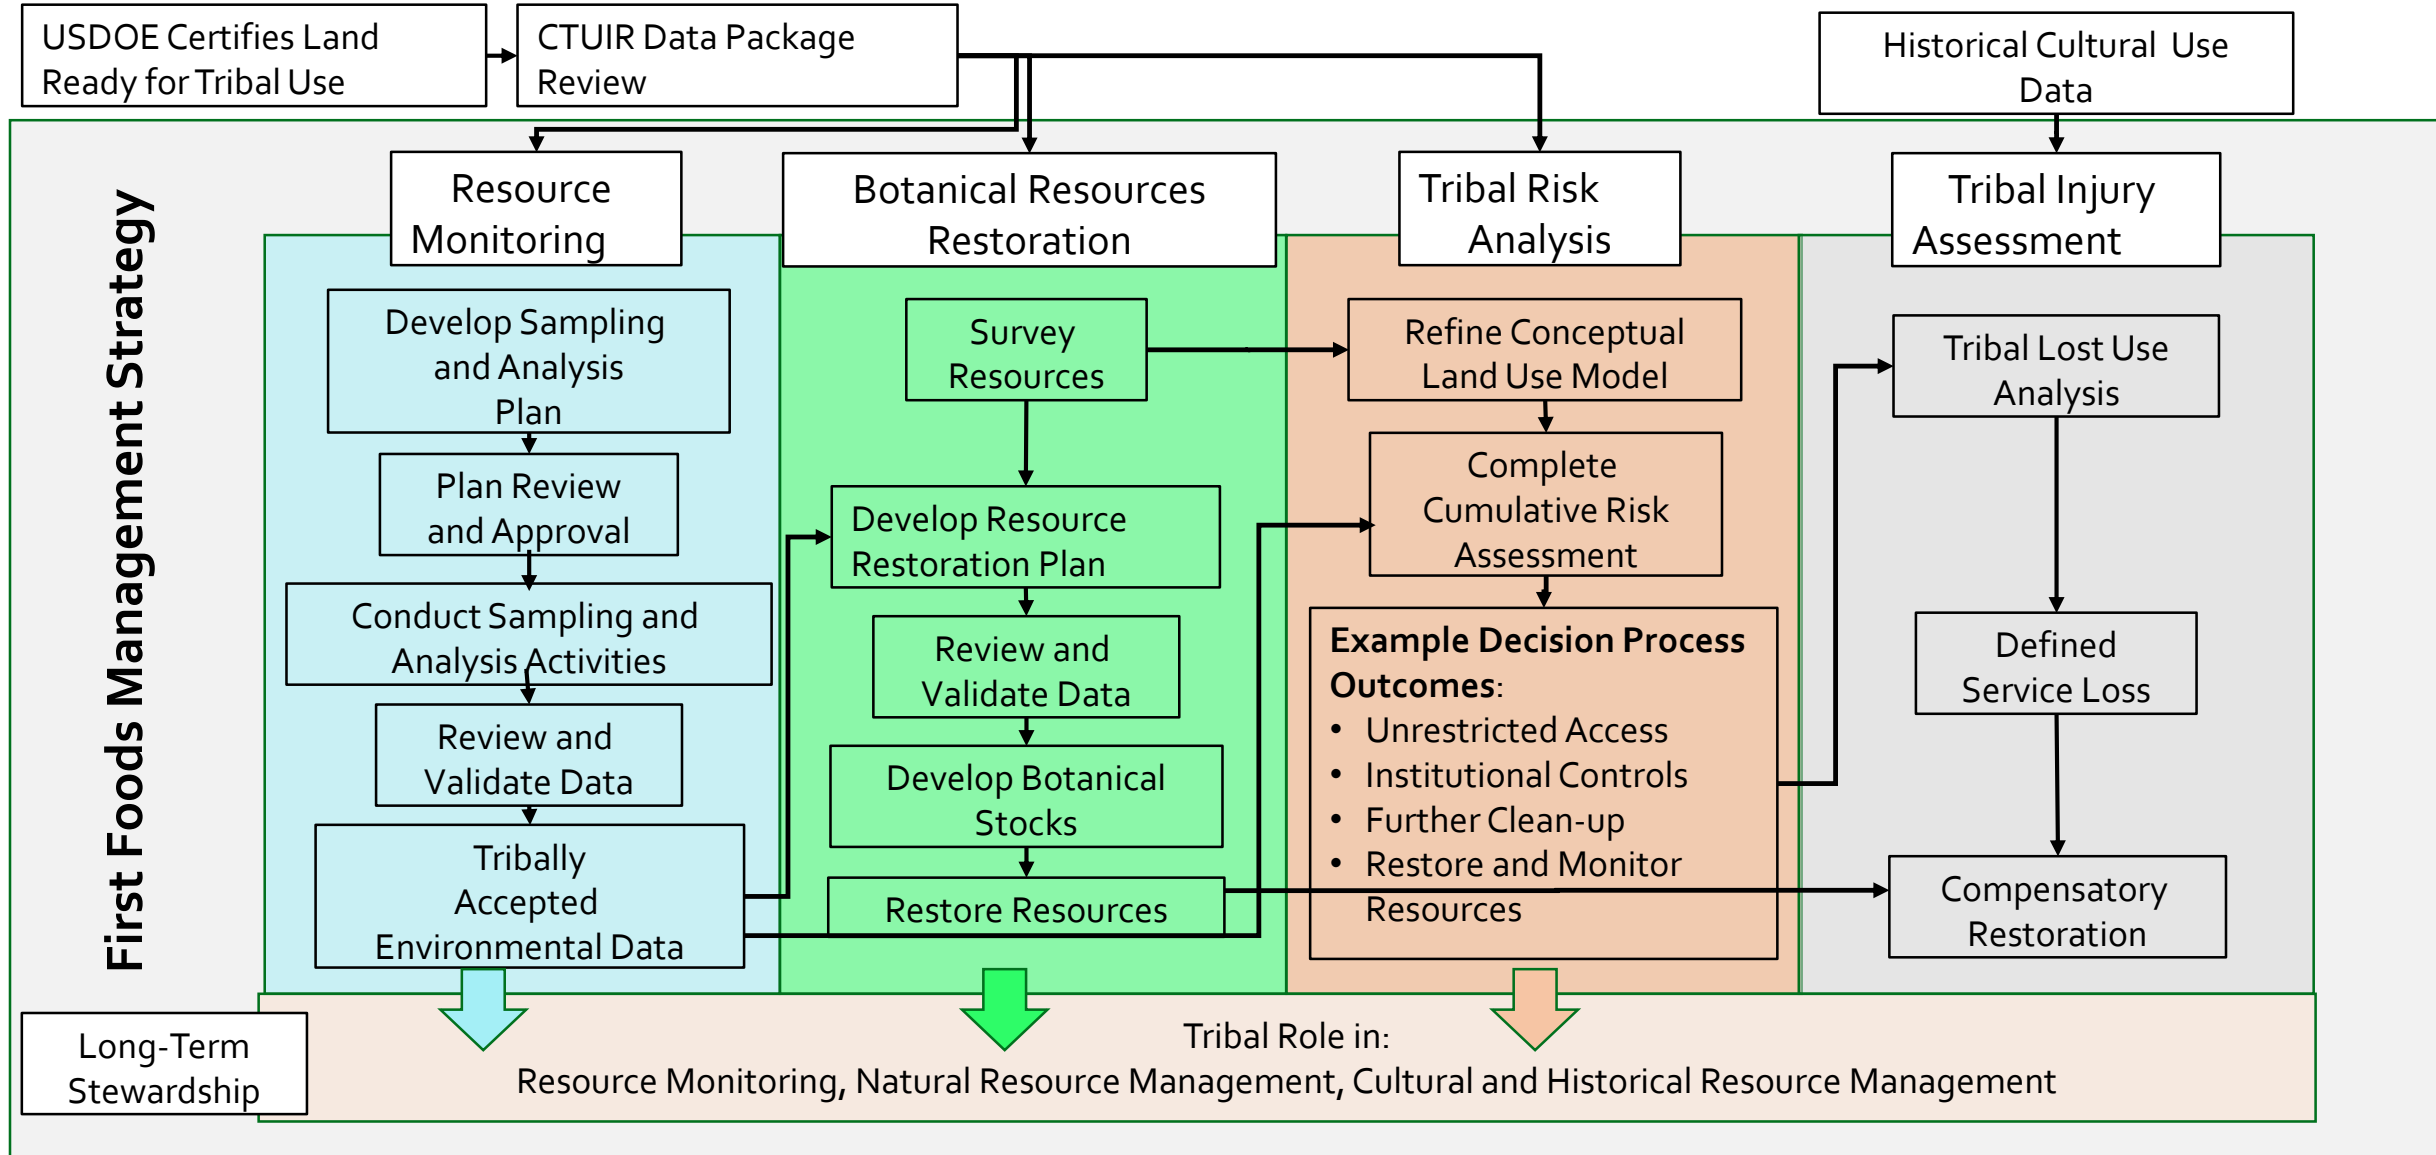 USDOE Certifies Land
Ready for Tribal Use
CTUIR Data Package
Review
Historical Cultural Use
Data
First Foods Management Strategy
Resource
Monitoring
Develop Sampling
and Analysis
Plan
Plan Review
and Approval
Conduct Sampling and
Analysis Activities
Review and
Validate Data
Tribally
Accepted
Environmental Data
Botanical Resources
Restoration
Survey
Resources
Develop Resource
Restoration Plan
Review and
Validate Data
Develop Botanical
Stocks
Restore Resources
Tribal Risk
Analysis
Refine Conceptual
Land Use Model
Complete
Cumulative Risk
Assessment
Example Decision Process
Outcomes:
• Unrestricted Access
• Institutional Controls
• Further Clean-up
• Restore and Monitor
Resources
Tribal Injury
Assessment
Tribal Lost Use
Analysis
Defined
Service Loss
Compensatory
Restoration
Long-Term
Stewardship
Tribal Role in:
Resource Monitoring, Natural Resource Management, Cultural and Historical Resource Management